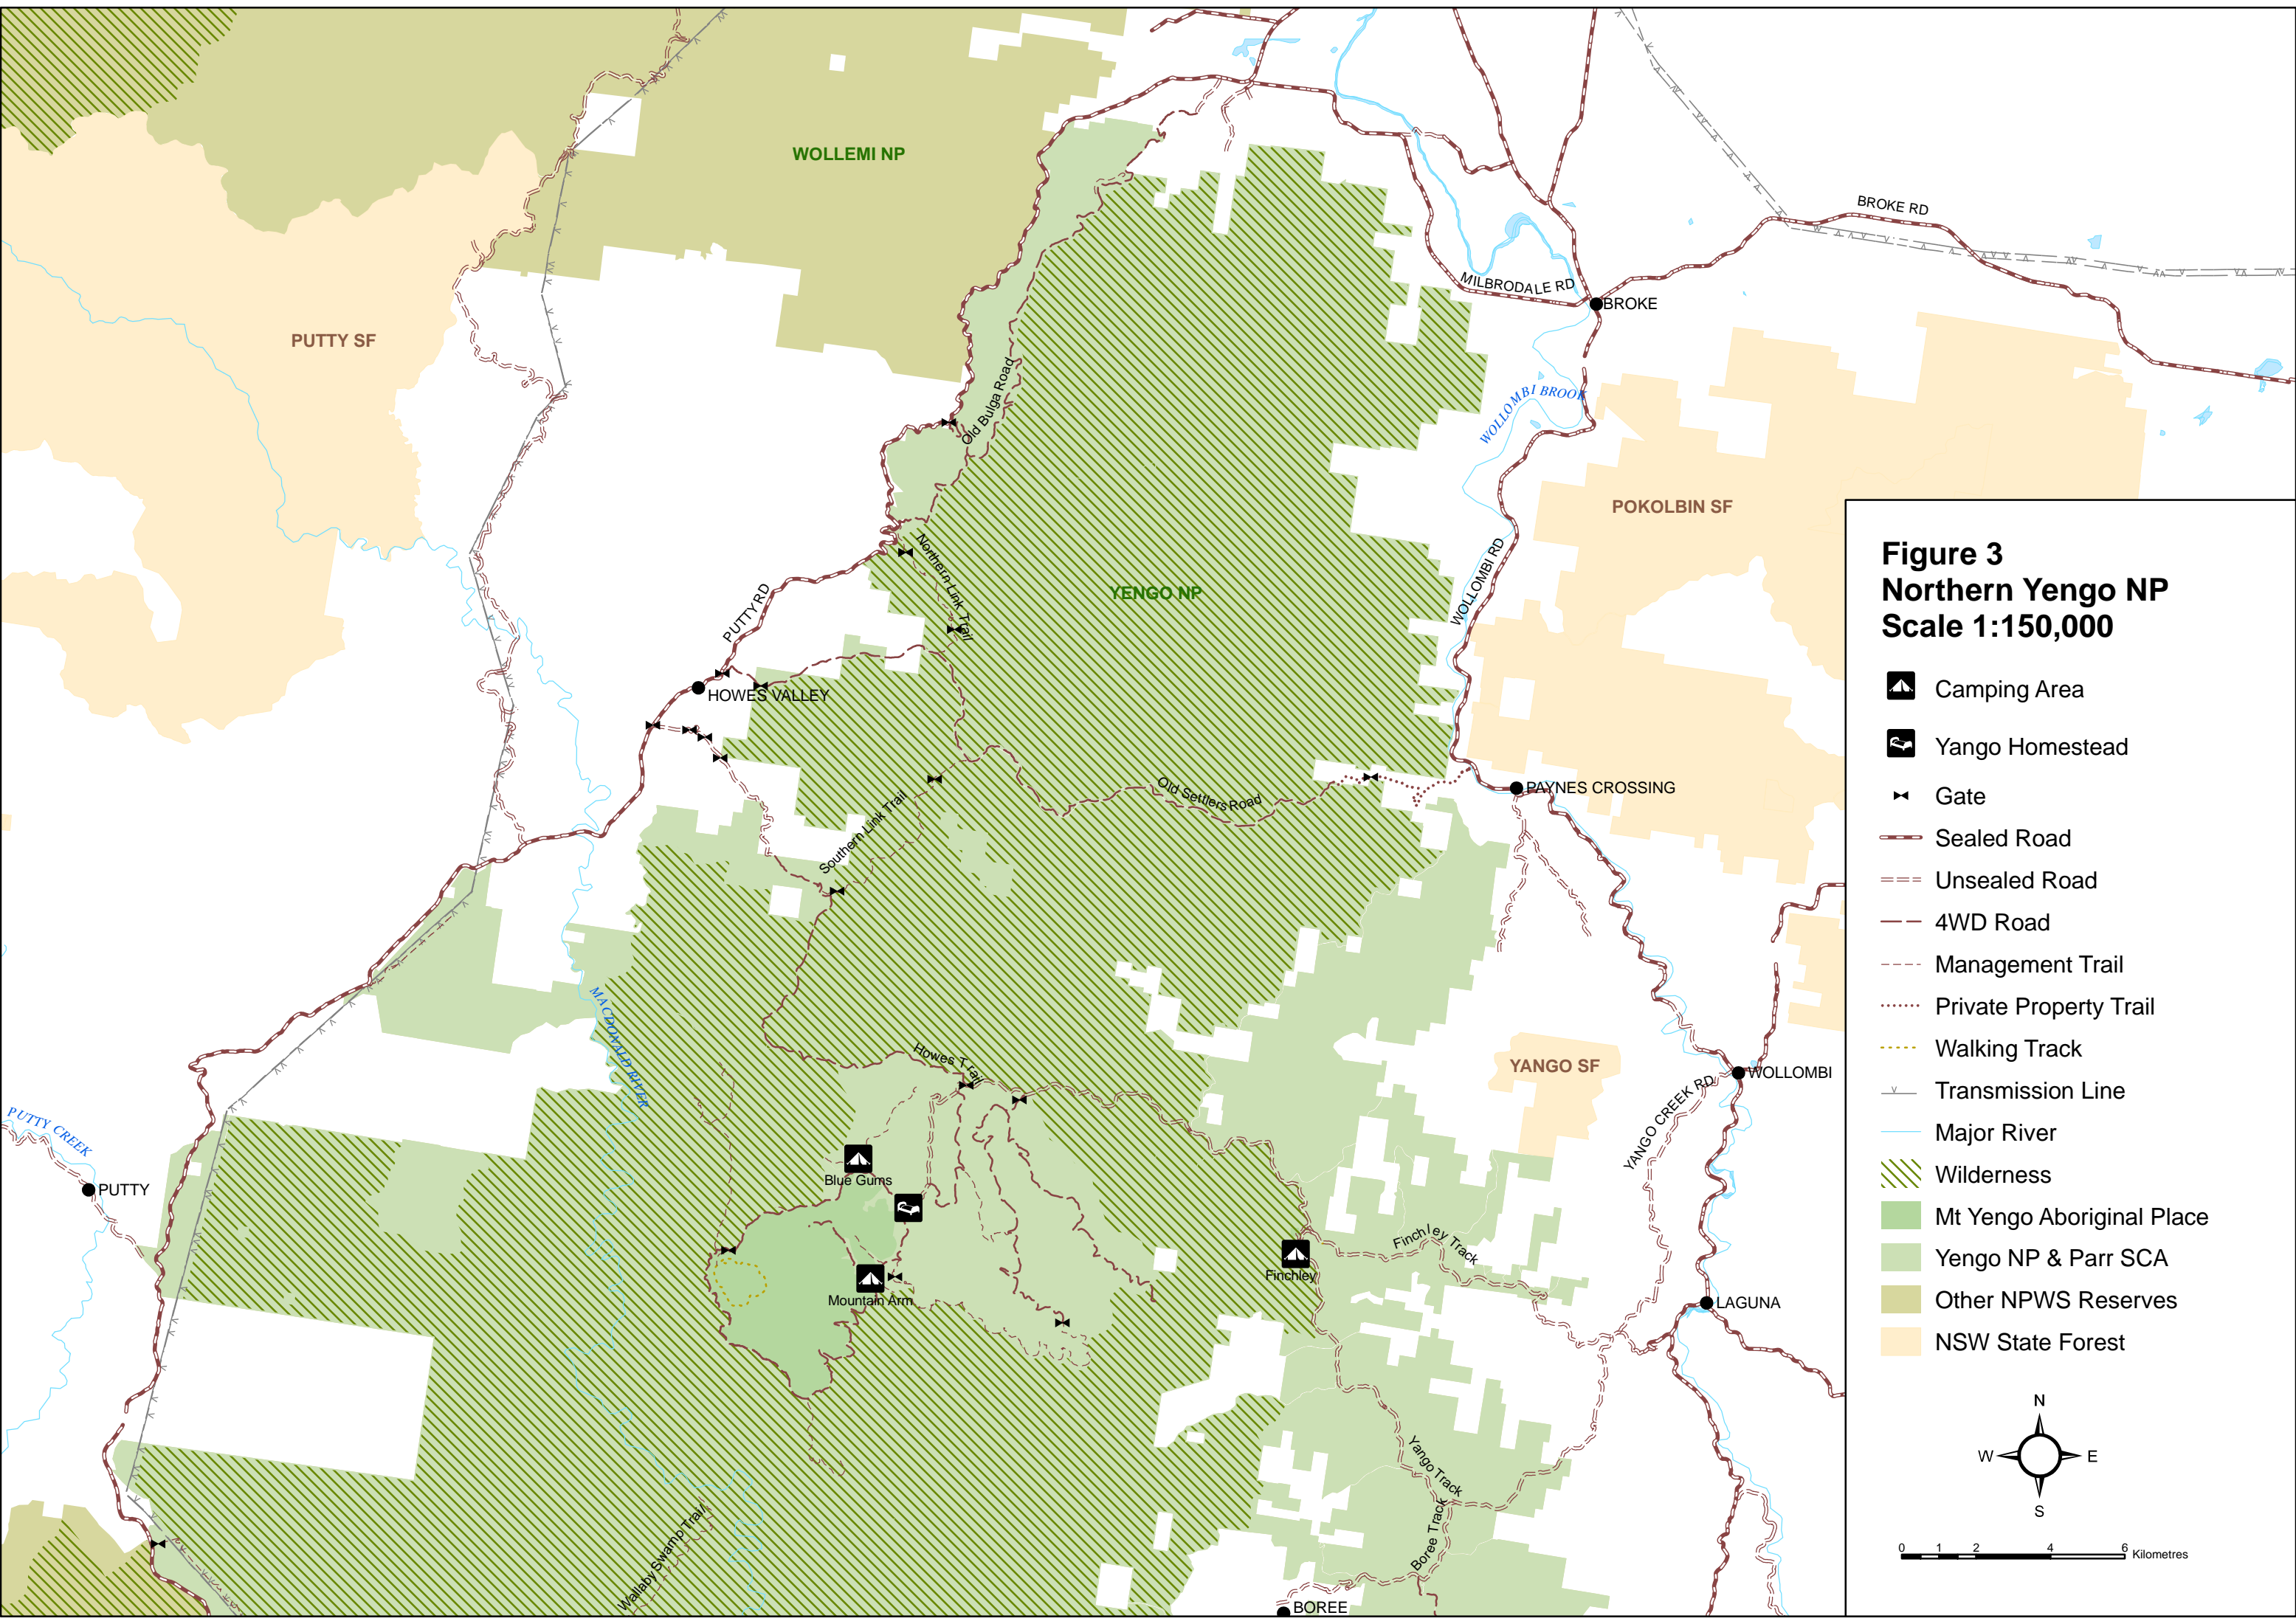 WOLLEMI NP
BROKE RD
MILBRODALE RD
BROKE
PUTTY SF
Old Bulga Road
WOLLOMBI BROOK
POKOLBIN SF
Northern Link Trail
WOLLOMBI RD
YENGO NP
PUTTY RD
HOWES VALLEY
Old Settlers Road
PAYNES CROSSING
Southern Link Trail
MACDONALD RIVER
Howes Trail
YANGO SF
WOLLOMBI
YANGO CREEK RD
PUTTY CREEK
PUTTY
Blue Gums
Finchley Track
Finchley
Mountain Arm
LAGUNA
Yango Track
Boree Track
Wallaby Swamp Trail
BOREE
Figure 3
Northern Yengo NP
Scale 1:150,000
Camping Area
Yango Homestead
Gate
Sealed Road
Unsealed Road
4WD Road
Management Trail
Private Property Trail
Walking Track
Transmission Line
Major River
Wilderness
Mt Yengo Aboriginal Place
Yengo NP & Parr SCA
Other NPWS Reserves
NSW State Forest
N
W E
S
0 1 2 4 6 Kilometres